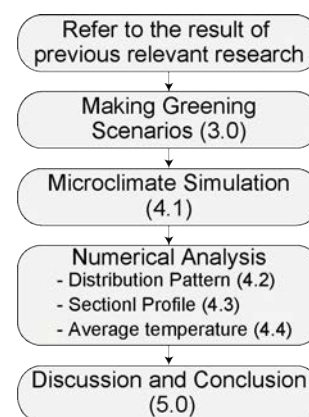 Refer to the result of
previous relevant research
Making Greening
Scenarios (3.0)
Microclimate Simulation
(4.1)
Numerical Analysis
- Distribution Pattern (4.2)
- Sectionl Profile (4.3)
- Average temperature (4.4)
Discussion and Conclusion
(5.0)